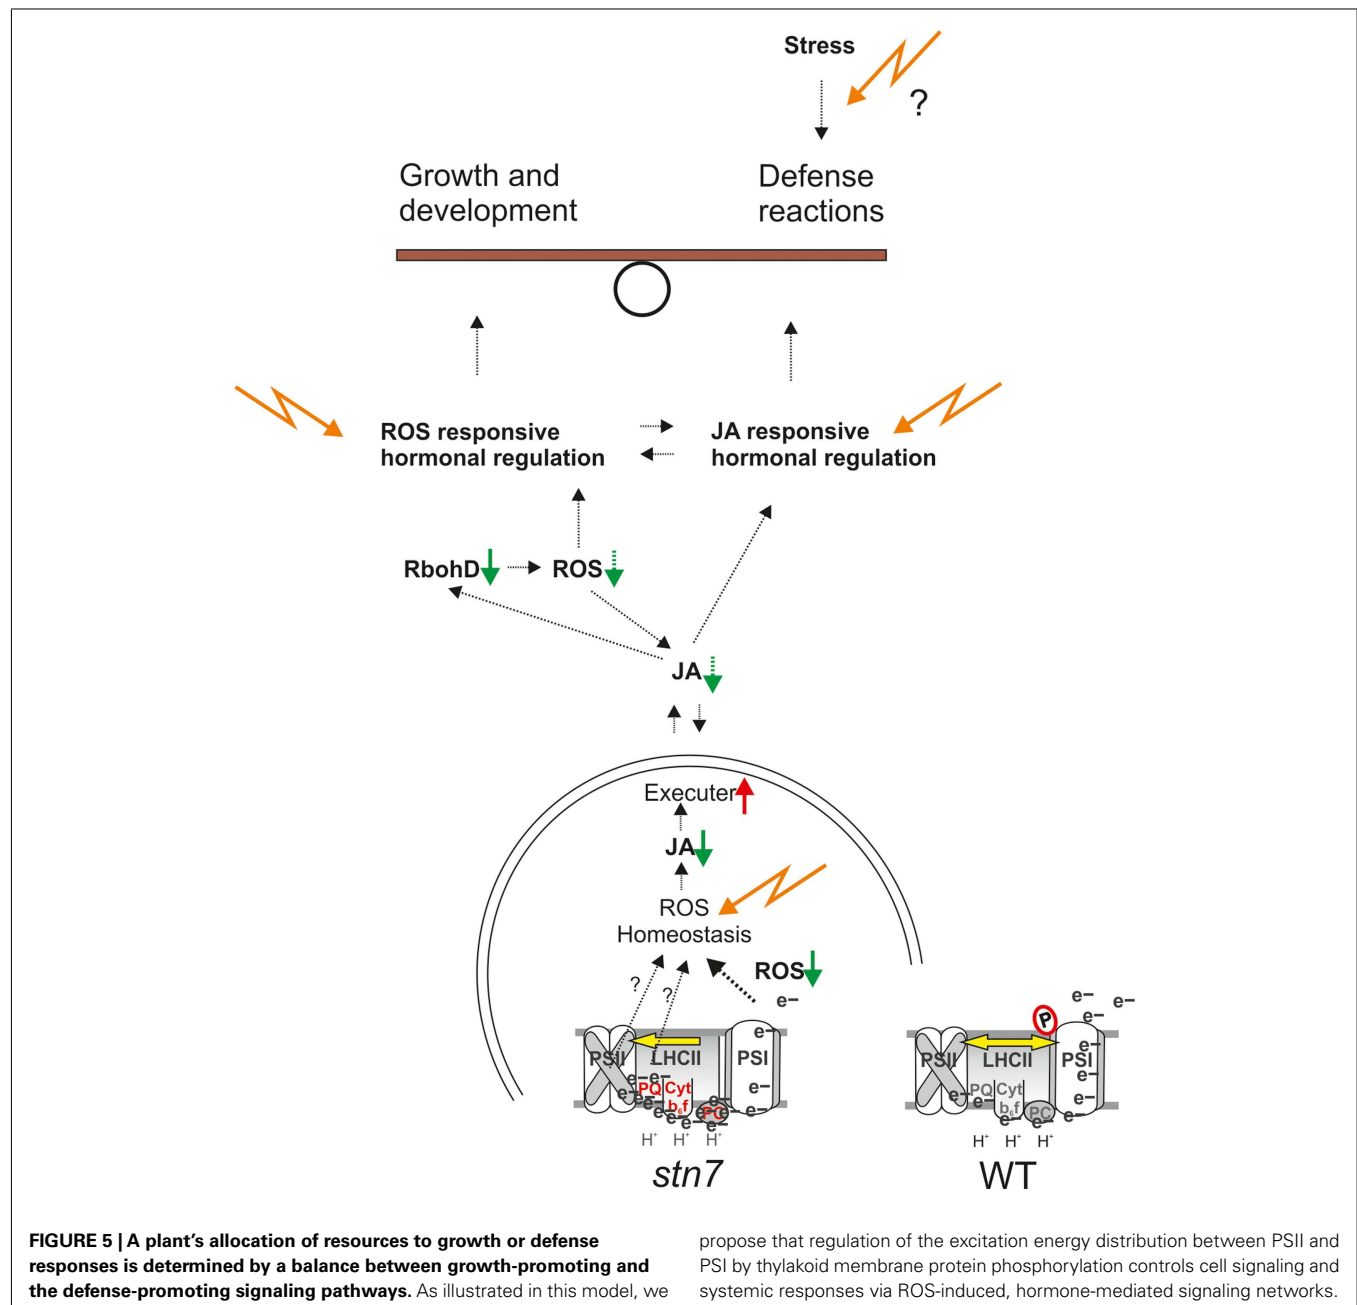 Stress
?
Growth and
development
Defense
reactions
ROS responsive
hormonal regulation
JA responsive
hormonal regulation
RbohD
ROS
JA
Executer
JA
ROS
Homeostasis
ROS
?
?
e–
e–
e–
e–
e–
e–
P
PSII
LHCII
PSI
e–
e–
e–
e–
PQ
Cyt
b₆f
PC
e–
e–
e–
e–
e–
e–
e–
e–
e–
H⁺
H⁺
H⁺
stn7
PSII
LHCII
PSI
e–
e–
PQ
Cyt
b₆f
PC
e–
e–
e–
e–
H⁺
H⁺
H⁺
WT
FIGURE 5 | A plant's allocation of resources to growth or defense
responses is determined by a balance between growth-promoting and
the defense-promoting signaling pathways. As illustrated in this model, we
propose that regulation of the excitation energy distribution between PSII and
PSI by thylakoid membrane protein phosphorylation controls cell signaling and
systemic responses via ROS-induced, hormone-mediated signaling networks.